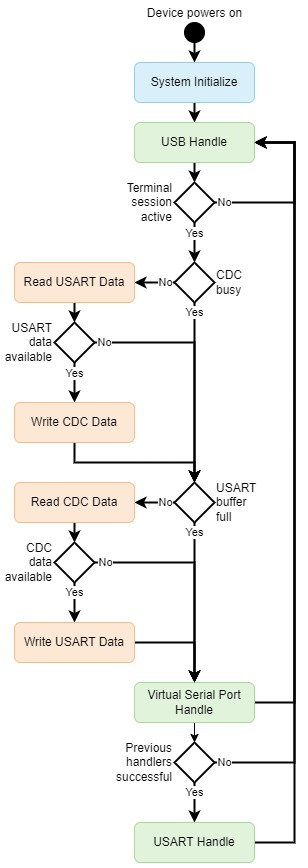 Device powers on
System Initialize
USB Handle
Terminal
session
active
No
Yes
CDC
busy
No
Yes
Read USART Data
USART
data
available
No
Yes
Write CDC Data
USART
buffer
full
No
Yes
Read CDC Data
CDC
data
available
No
Yes
Write USART Data
Virtual Serial Port
Handle
Previous
handlers
successful
No
Yes
USART Handle